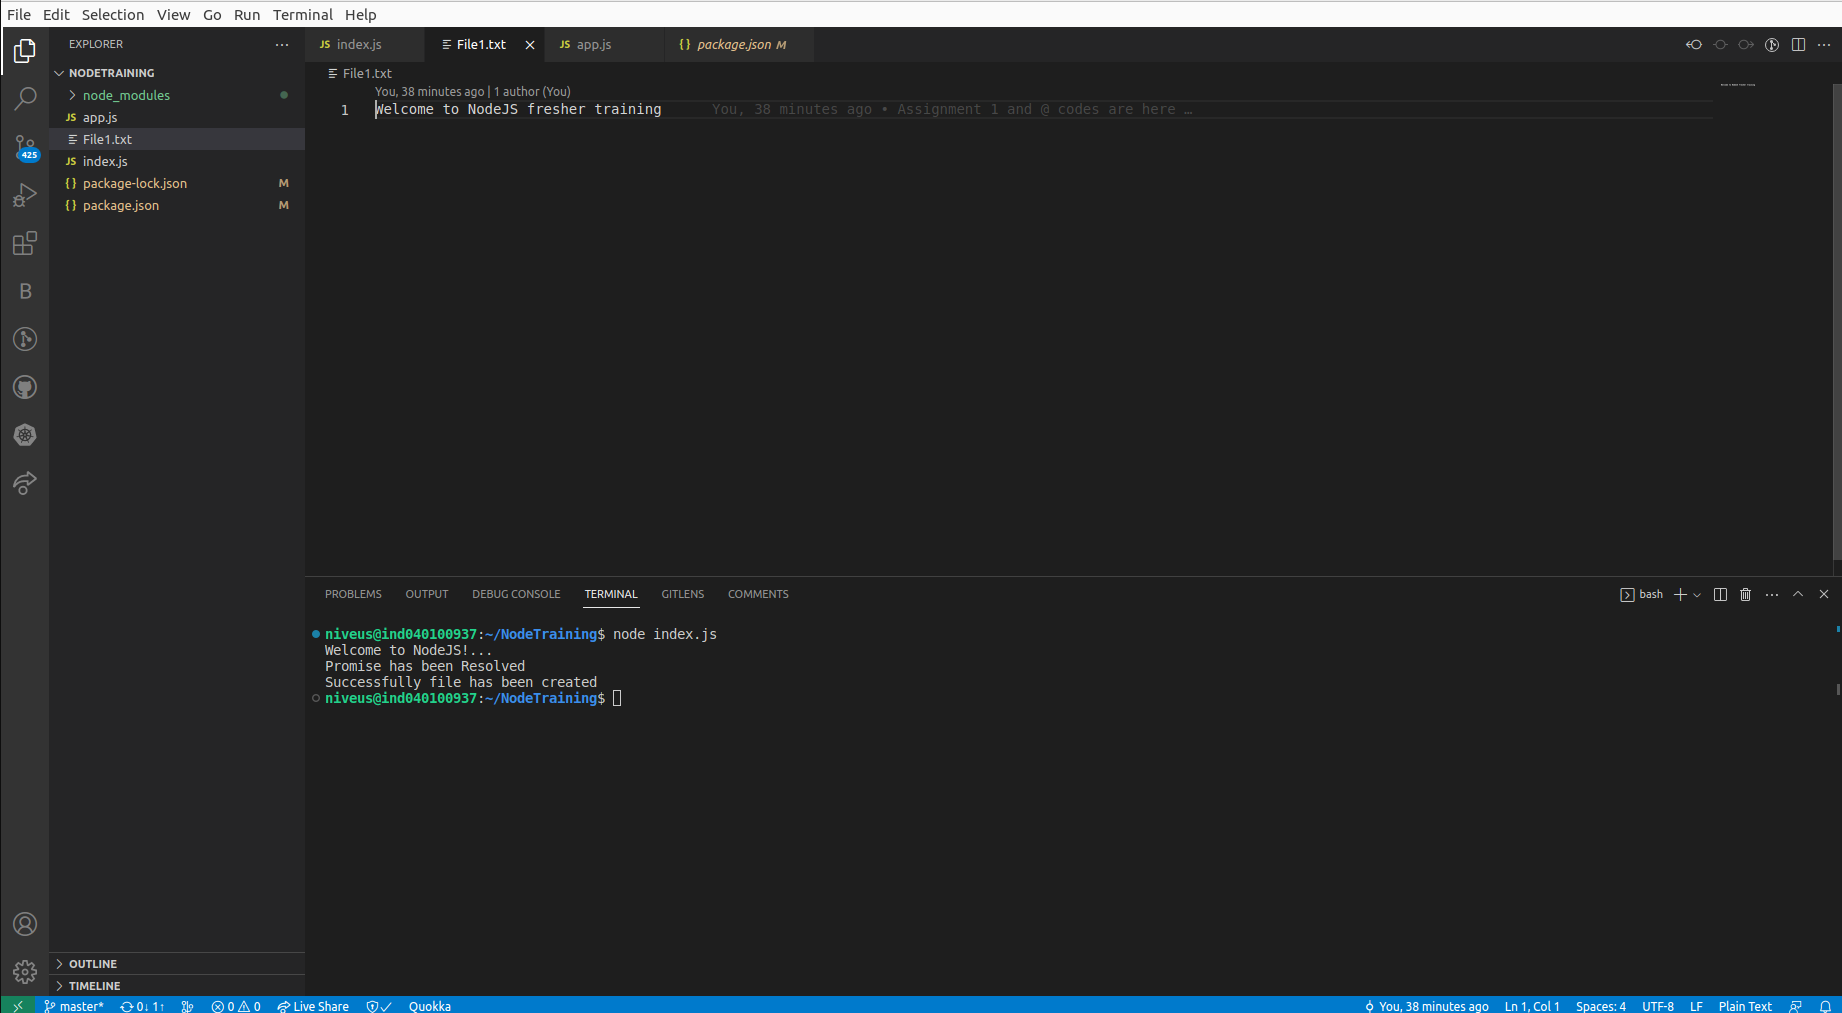 File Edit Selection View Go Run Terminal Help
EXPLORER
NODETRAINING
node_modules
JS app.js
File1.txt
JS index.js
{} package-lock.json M
{} package.json M
OUTLINE
TIMELINE
425
B
JS index.js File1.txt JS app.js {} package.json M
File1.txt
You, 38 minutes ago | 1 author (You)
1 Welcome to NodeJS fresher training You, 38 minutes ago • Assignment 1 and @ codes are here …
PROBLEMS OUTPUT DEBUG CONSOLE TERMINAL GITLENS COMMENTS bash
niveus@ind040100937:~/NodeTraining$ node index.js
Welcome to NodeJS!...
Promise has been Resolved
Successfully file has been created
niveus@ind040100937:~/NodeTraining$
master* 0↓ 1↑ 0 0 Live Share Quokka You, 38 minutes ago Ln 1, Col 1 Spaces: 4 UTF-8 LF Plain Text